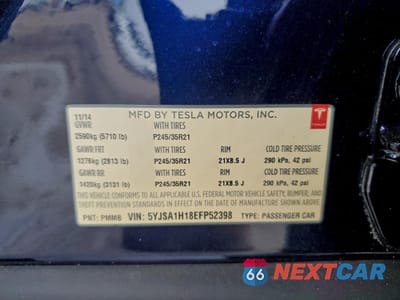 MFD BY TESLA MOTORS, INC.
11/14
GVWR WITH TIRES
2590kg (5710 lb) P245/35R21
GAWR FRT WITH TIRES RIM COLD TIRE PRESSURE
1276kg (2813 lb) P245/35R21 21X8.5 J 290 kPa, 42 psi
GAWR RR WITH TIRES RIM COLD TIRE PRESSURE
1420kg (3131 lb) P245/35R21 21X8.5 J 290 kPa, 42 psi
THIS VEHICLE CONFORMS TO ALL APPLICABLE U.S. FEDERAL MOTOR VEHICLE SAFETY, BUMPER, AND
THEFT PREVENTION STANDARDS IN EFFECT ON THE DATE OF MANUFACTURE SHOWN ABOVE.
PNT: PMMB VIN: 5YJSA1H18EFP52398 TYPE: PASSENGER CAR
66 NEXTCAR